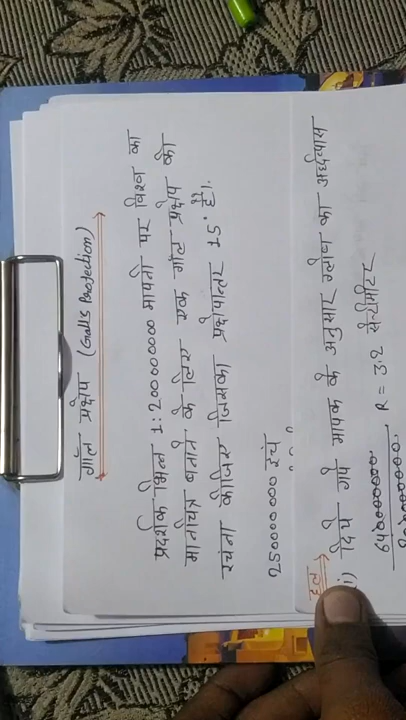 गॉल प्रक्षेप (Gall's Projection)
प्रदर्शक भिन्न 1:200000000 मापनी पर विश्व का
मानचित्र बनाने के लिए एक गॉल प्रक्षेप की
रचना कीजिए जिसका प्रक्षेपान्तर 15° है।
250000000 इंच
हल
i) दिये गये मापक के अनुसार ग्लोब का अर्धव्यास
640000000 R = 3.2 सेन्टीमीटर